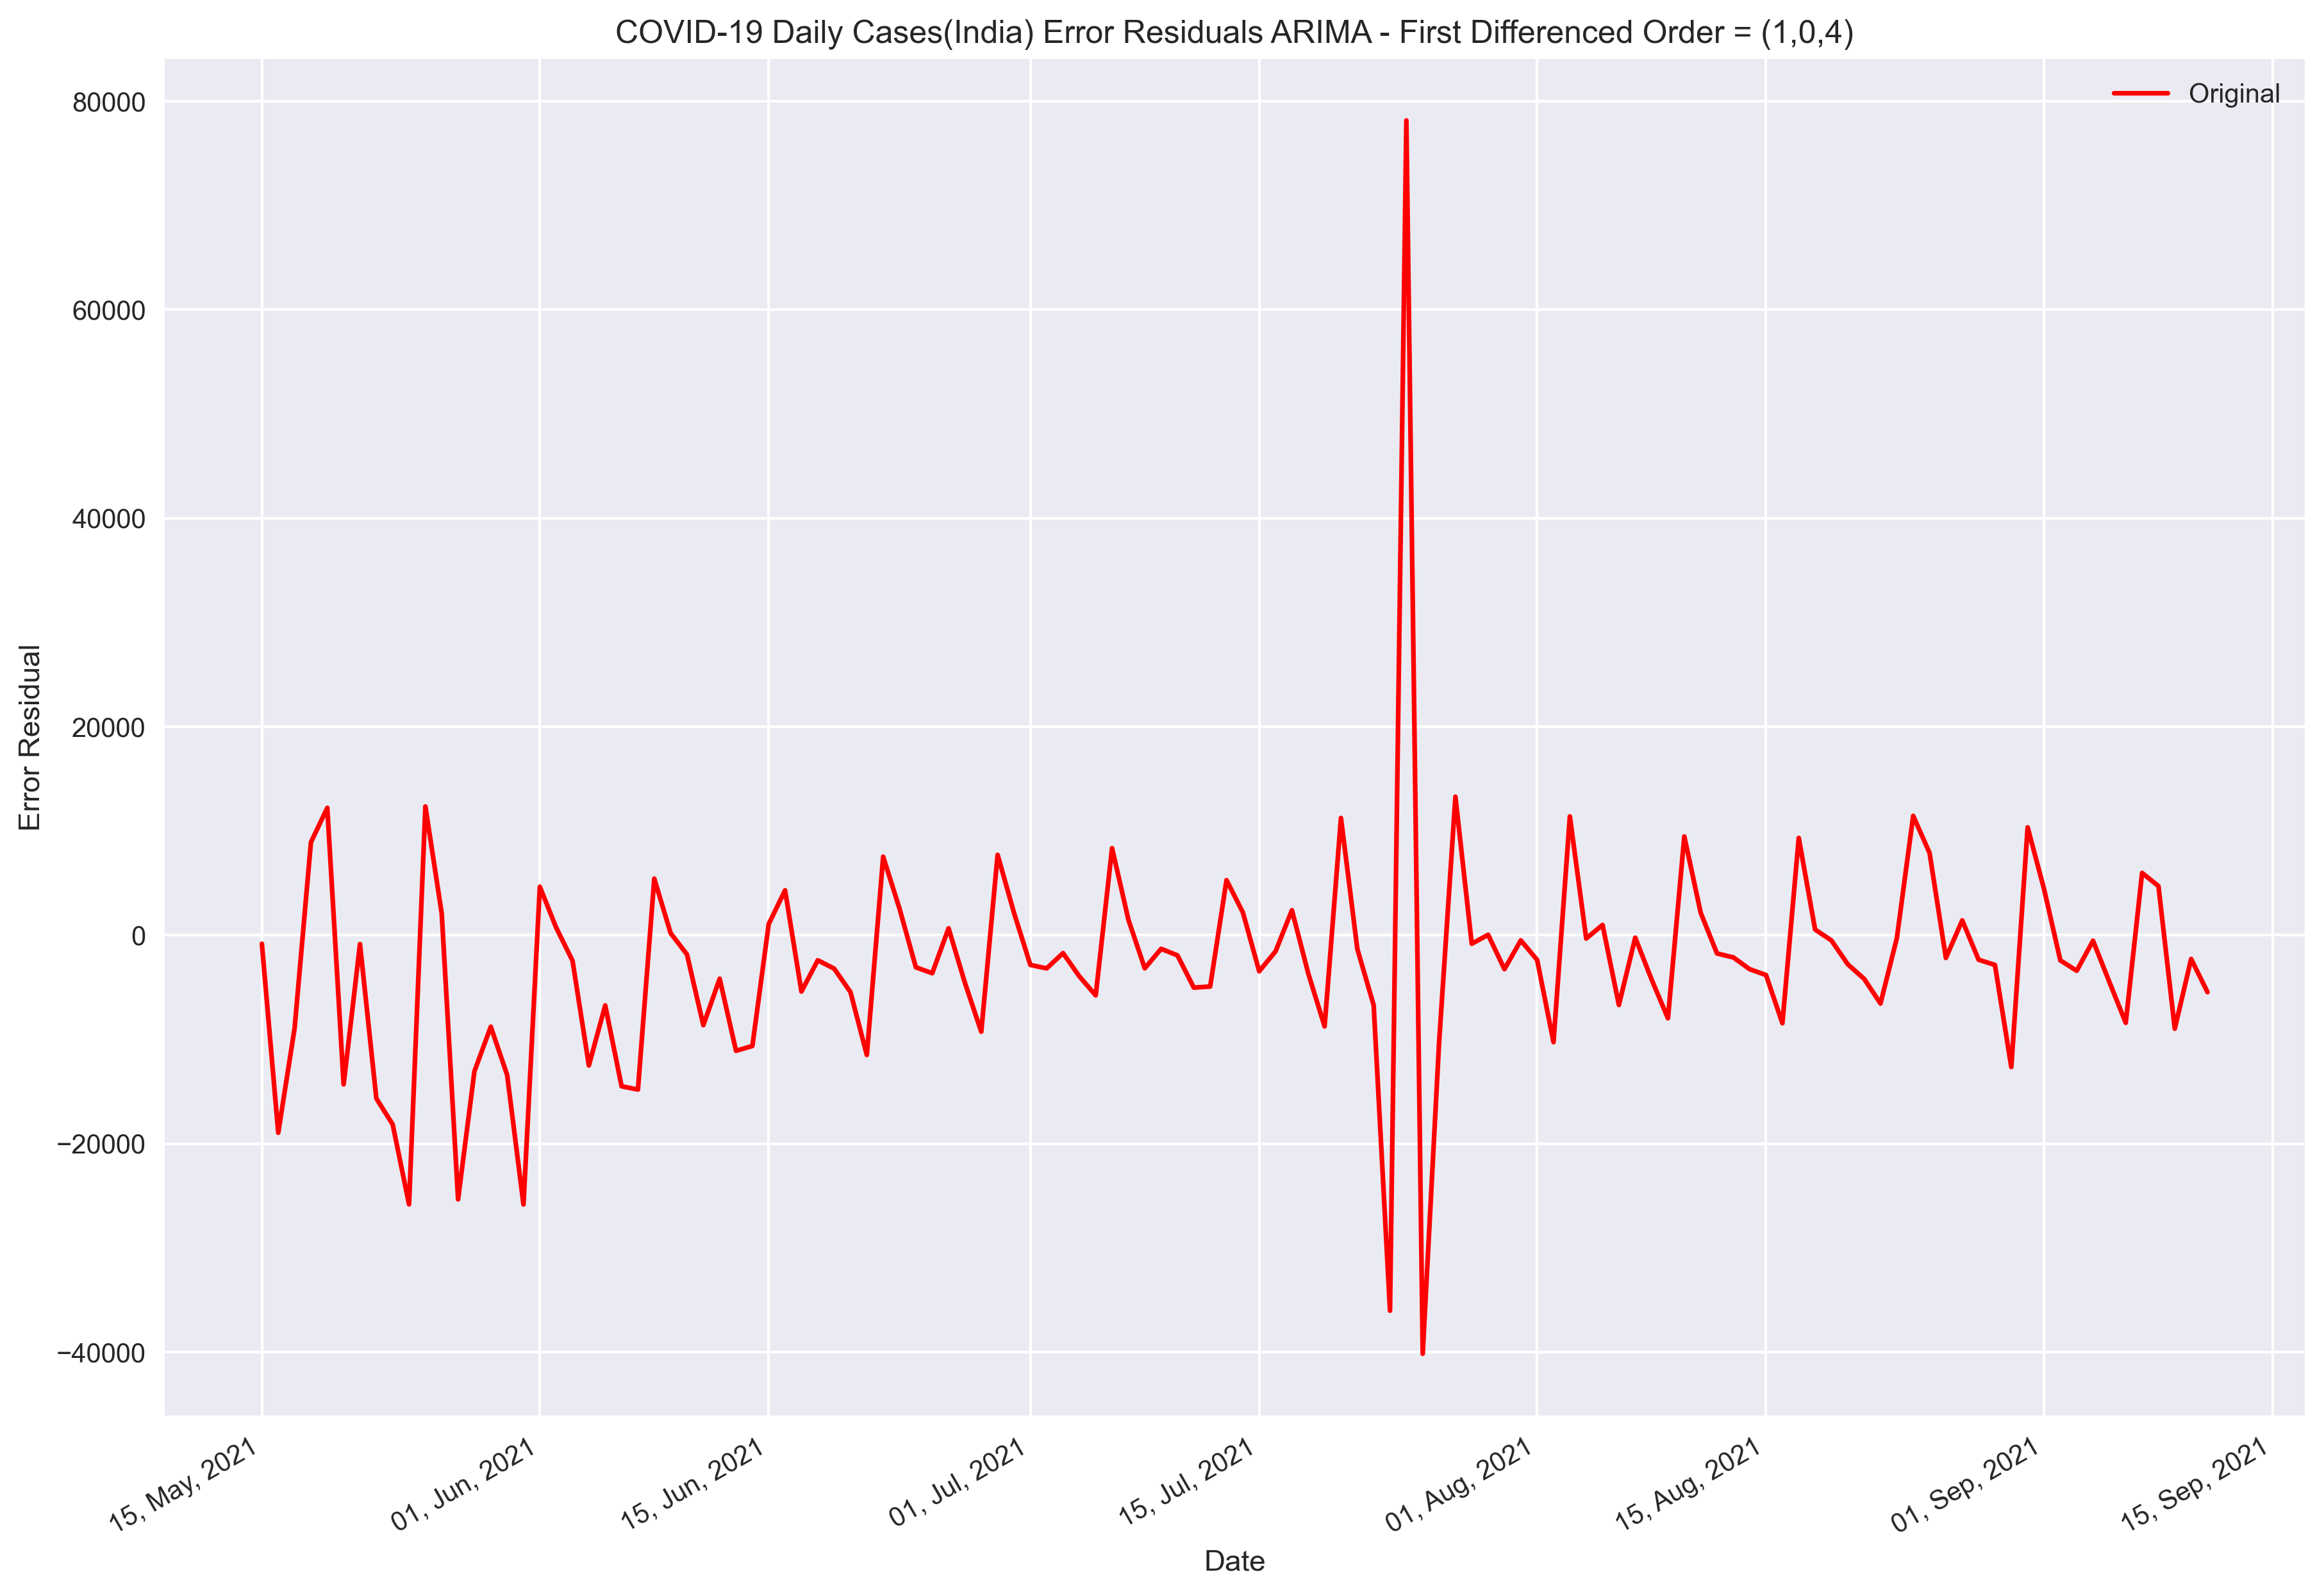 COVID-19 Daily Cases(India) Error Residuals ARIMA - First Differenced Order = (1,0,4)
Original
80000
60000
40000
20000
0
−20000
−40000
Error Residual
15, May, 2021
01, Jun, 2021
15, Jun, 2021
01, Jul, 2021
15, Jul, 2021
01, Aug, 2021
15, Aug, 2021
01, Sep, 2021
15, Sep, 2021
Date